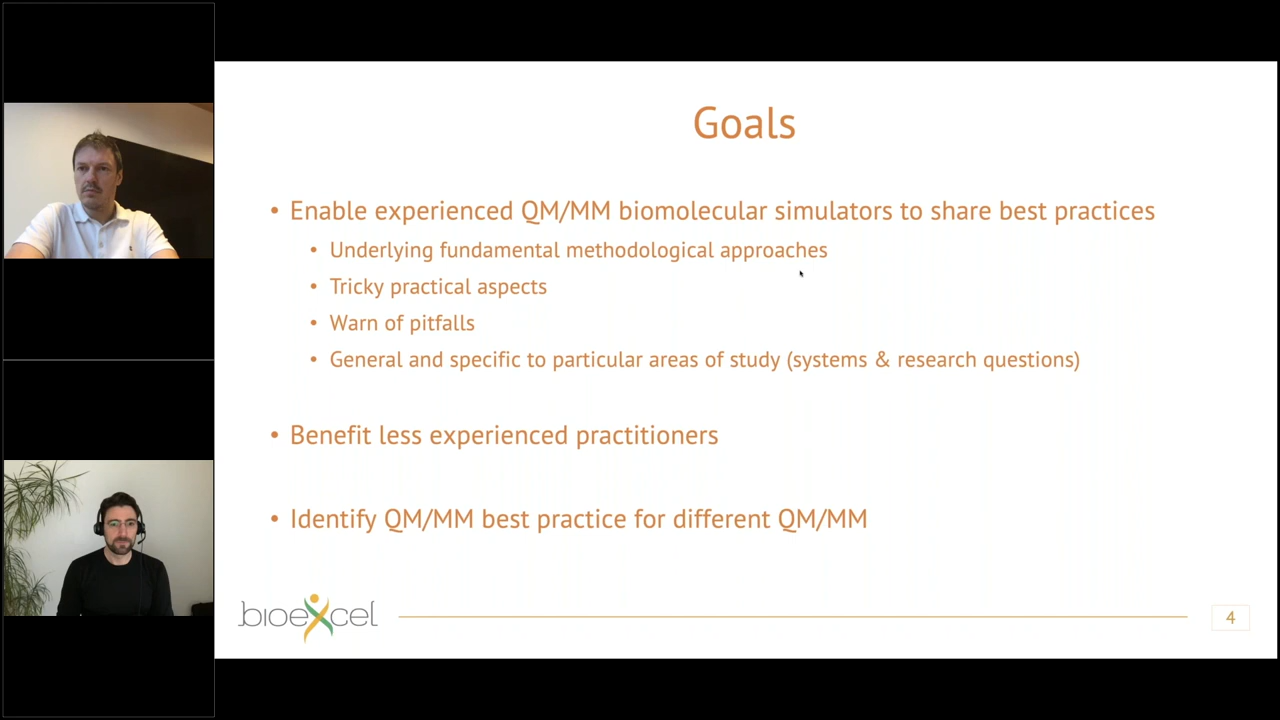 Goals
• Enable experienced QM/MM biomolecular simulators to share best practices
• Underlying fundamental methodological approaches
• Tricky practical aspects
• Warn of pitfalls
• General and specific to particular areas of study (systems & research questions)
• Benefit less experienced practitioners
• Identify QM/MM best practice for different QM/MM
bioexcel
4